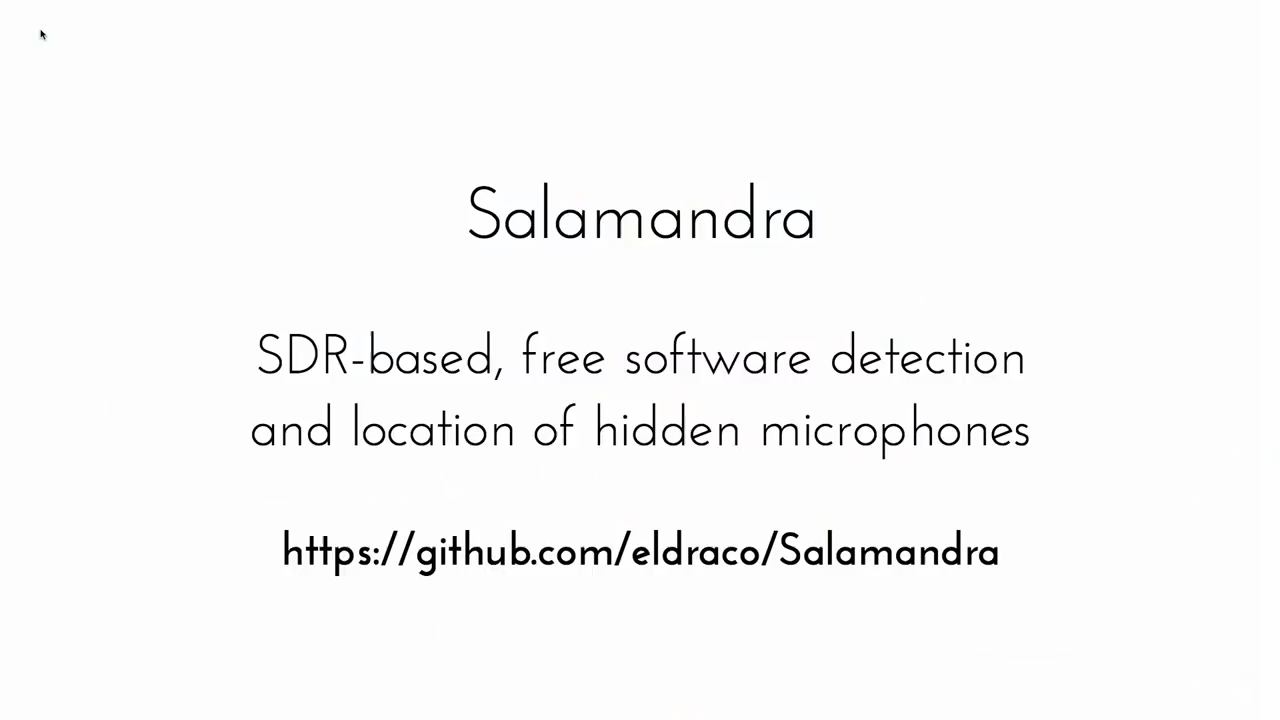 Salamandra
SDR-based, free software detection
and location of hidden microphones
https://github.com/eldraco/Salamandra